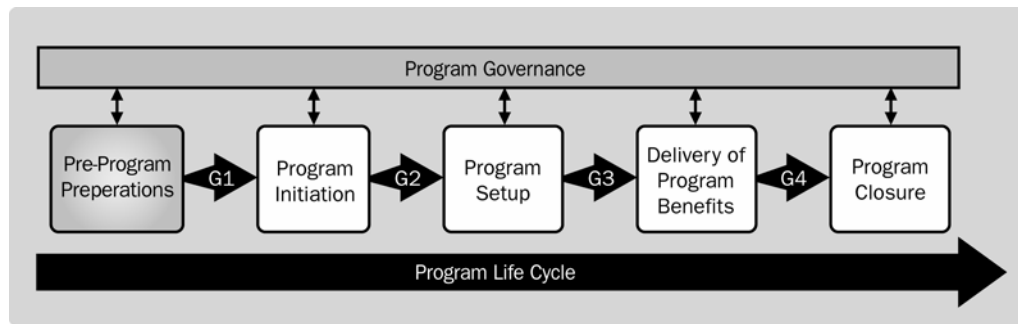 Program Governance
Pre-Program
Preperations
G1
Program
Initiation
G2
Program
Setup
G3
Delivery of
Program
Benefits
G4
Program
Closure
Program Life Cycle